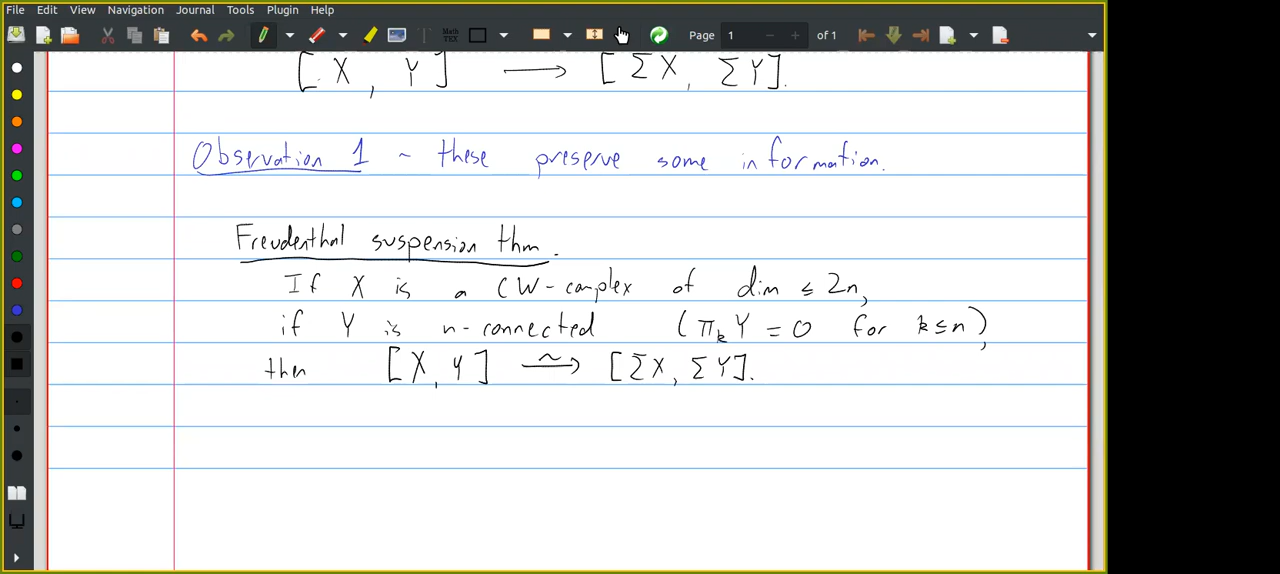 File Edit View Navigation Journal Tools Plugin Help
Page 1 of 1
[X, Y] ⟶ [ΣX, ΣY].
Observation 1 ~ these preserve some information.
Freudenthal suspension thm.
If X is a CW-complex of dim ≤ 2n,
if Y is n-connected (π_k Y = 0 for k ≤ n),
then [X, Y] ⥲ [ΣX, ΣY].